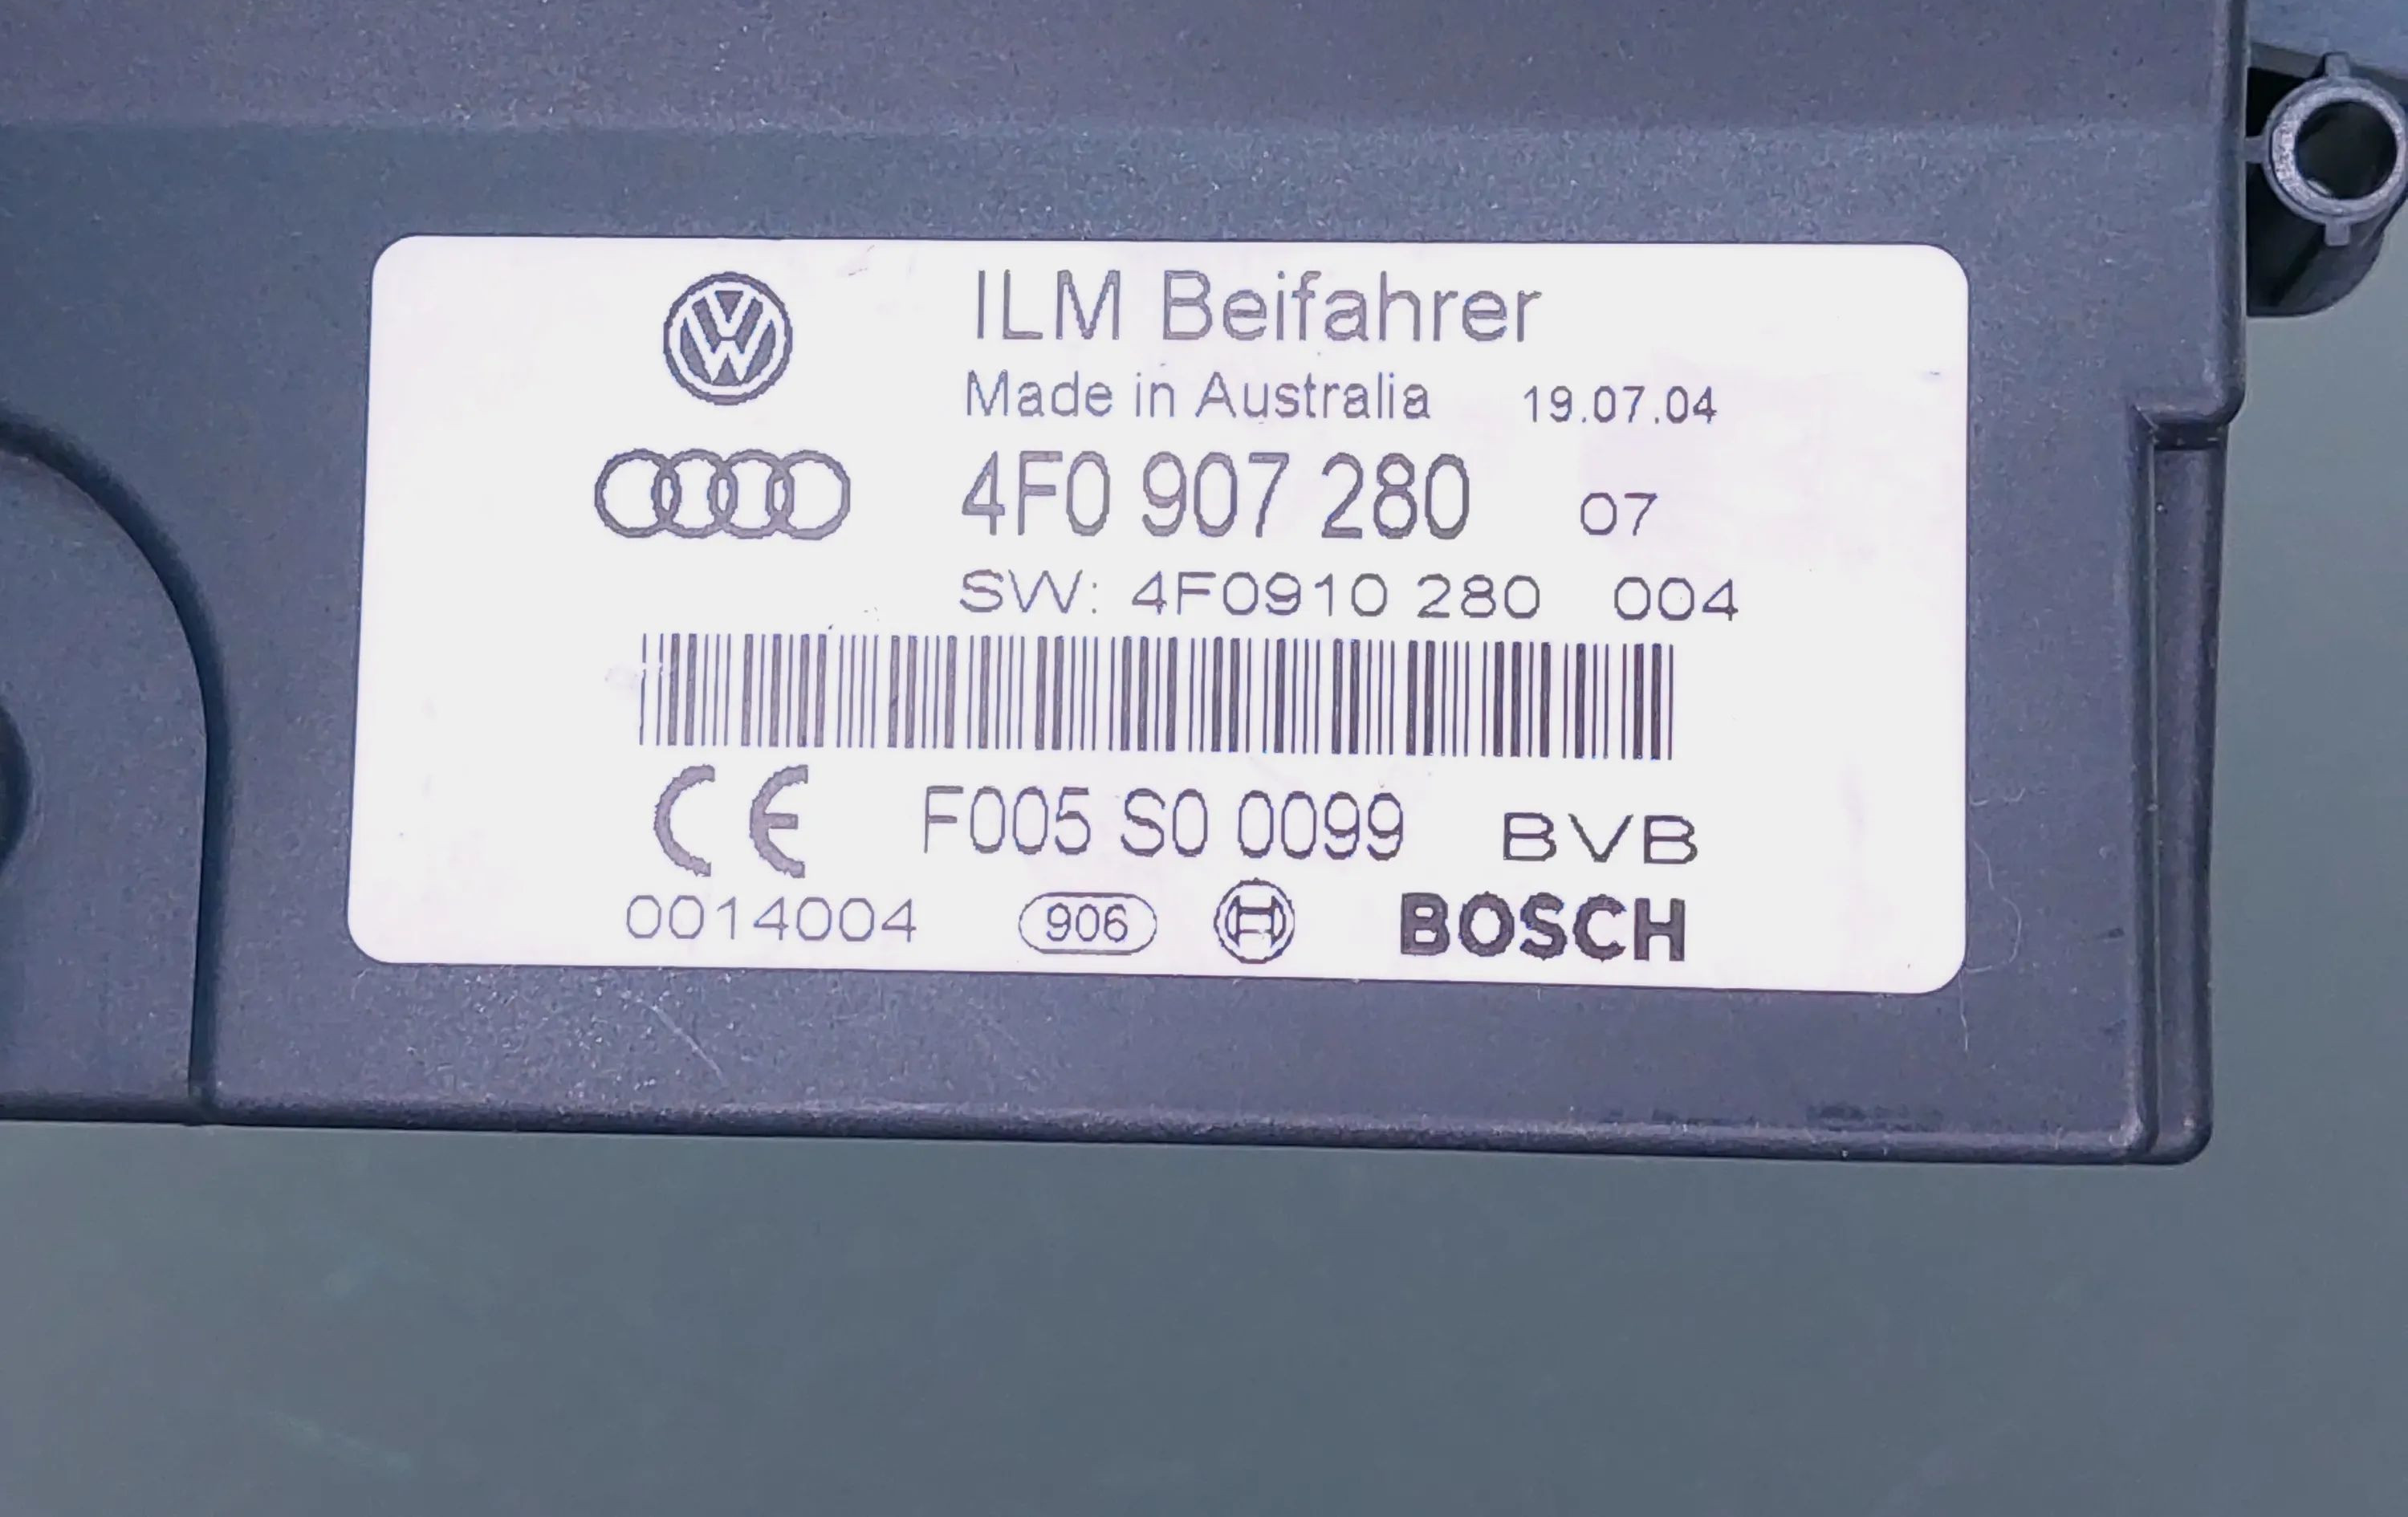 ILM Beifahrer
Made in Australia 19.07.04
4F0 907 280 07
SW: 4F0910 280 004
CE F005 S0 0099 BVB
0014004 906 BOSCH